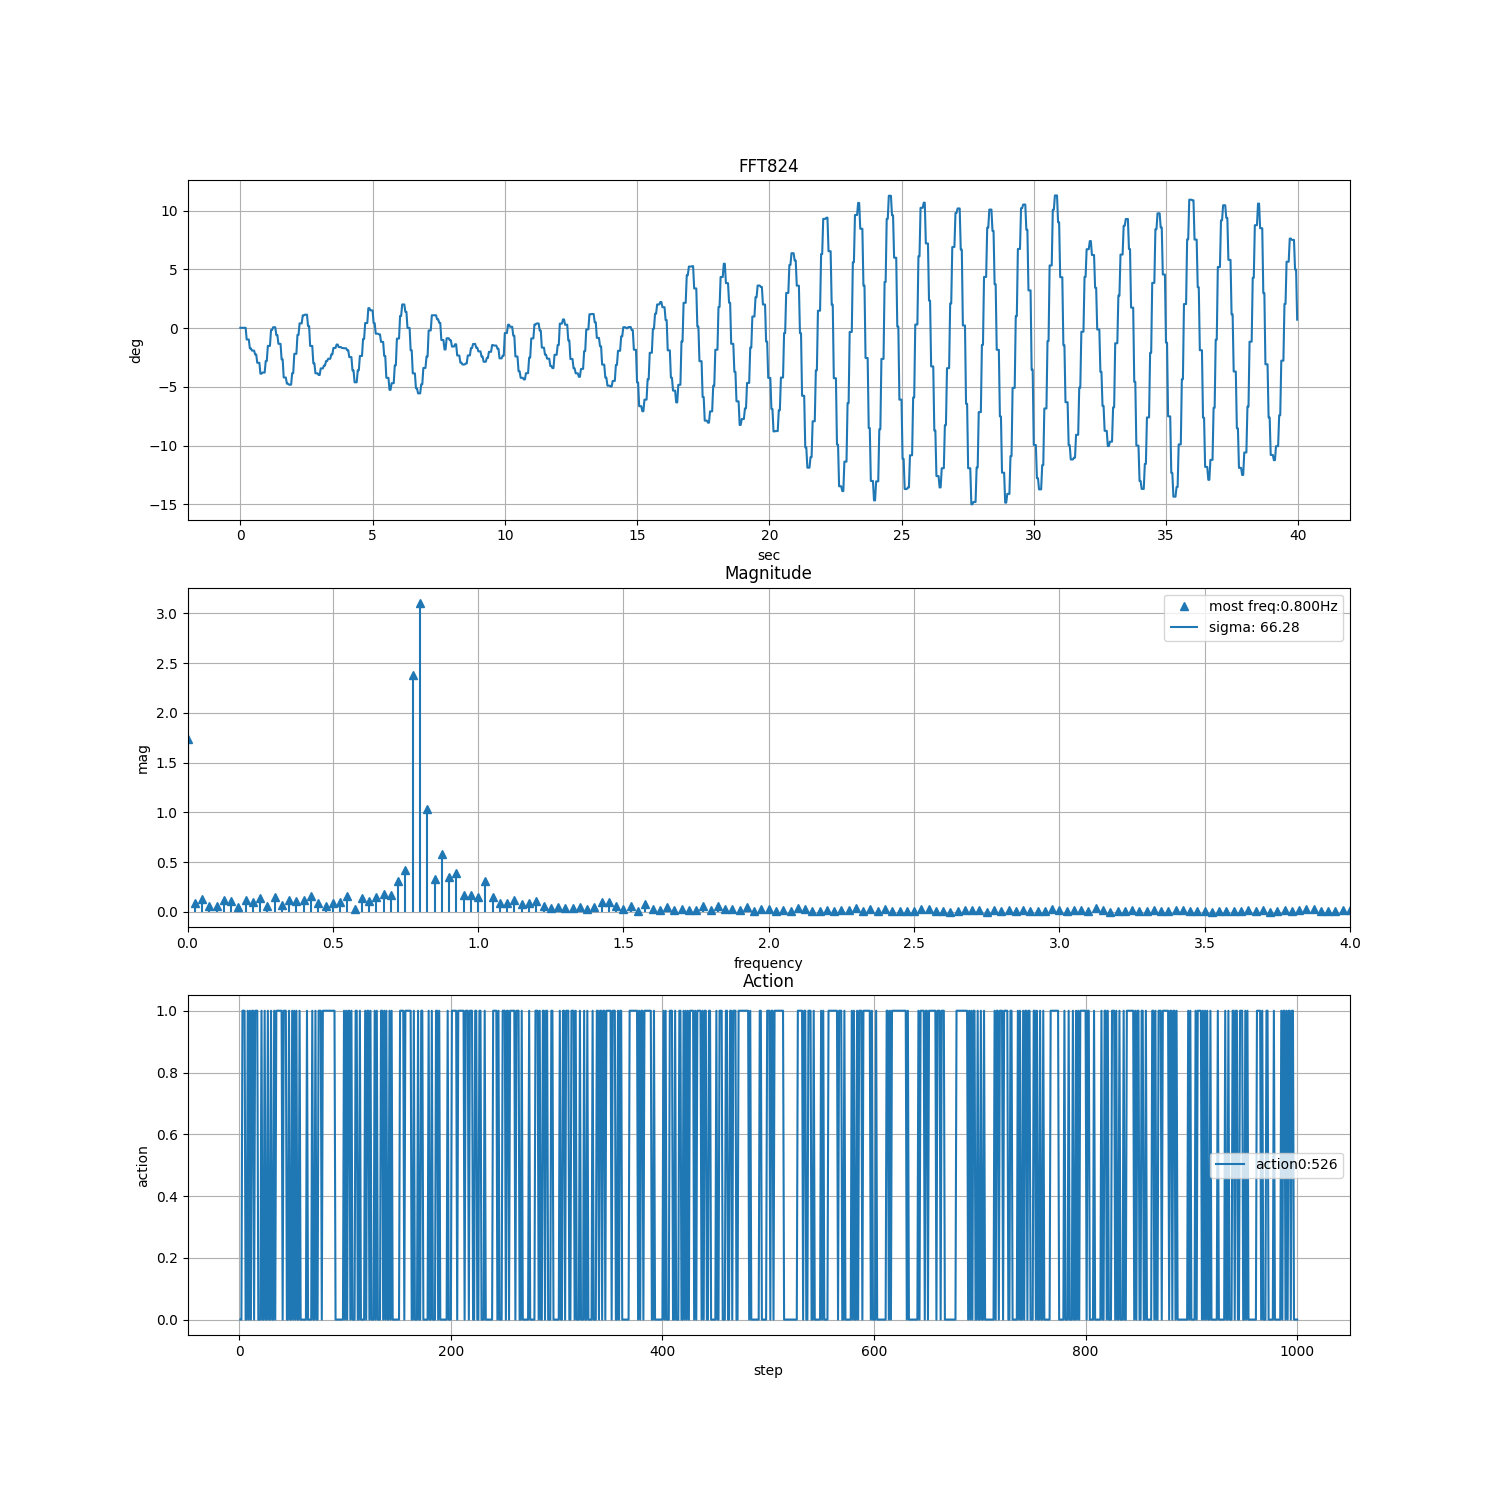 FFT824
10
5
0
−5
−10
−15
deg
0 5 10 15 20 25 30 35 40
sec
Magnitude
3.0
2.5
2.0
1.5
1.0
0.5
0.0
mag
most freq:0.800Hz
sigma: 66.28
0.0 0.5 1.0 1.5 2.0 2.5 3.0 3.5 4.0
frequency
Action
1.0
0.8
0.6
0.4
0.2
0.0
action
action0:526
0 200 400 600 800 1000
step